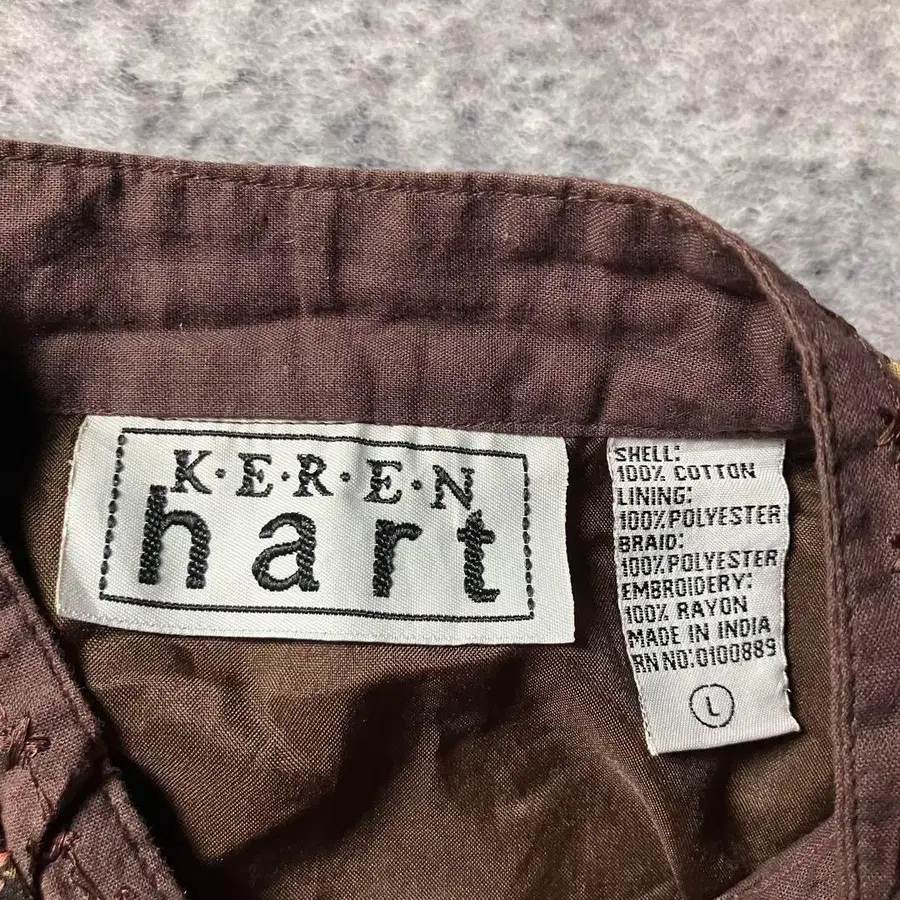 K·E·R·E·N
hart
SHELL:
100% COTTON
LINING:
100% POLYESTER
BRAID:
100% POLYESTER
EMBROIDERY:
100% RAYON
MADE IN INDIA
RN NO:0100889
L